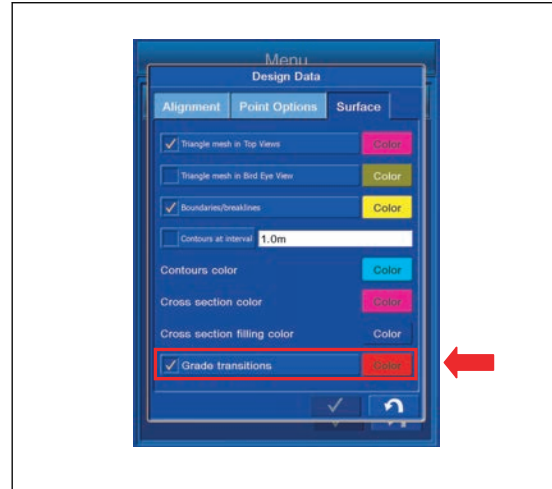 Menu
Design Data
Alignment Point Options Surface
Triangle mesh in Top Views Color
Triangle mesh in Bird Eye View Color
Boundaries/breaklines Color
Contours at interval 1.0m
Contours color Color
Cross section color Color
Cross section filling color Color
Grade transitions Color